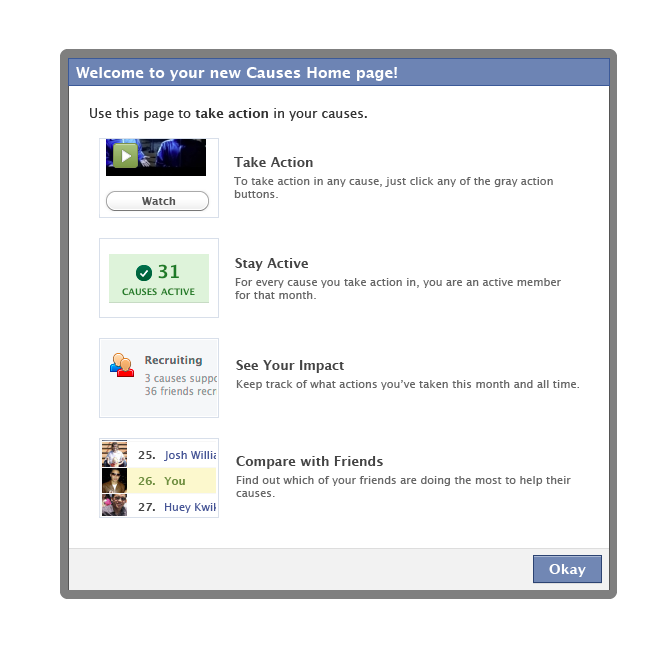 Welcome to your new Causes Home page!
Use this page to take action in your causes.
Watch
Take Action
To take action in any cause, just click any of the gray action
buttons.
31
CAUSES ACTIVE
Stay Active
For every cause you take action in, you are an active member
for that month.
Recruiting
3 causes suppo
36 friends recr
See Your Impact
Keep track of what actions you’ve taken this month and all time.
25. Josh Willia
26. You
27. Huey Kwik
Compare with Friends
Find out which of your friends are doing the most to help their
causes.
Okay